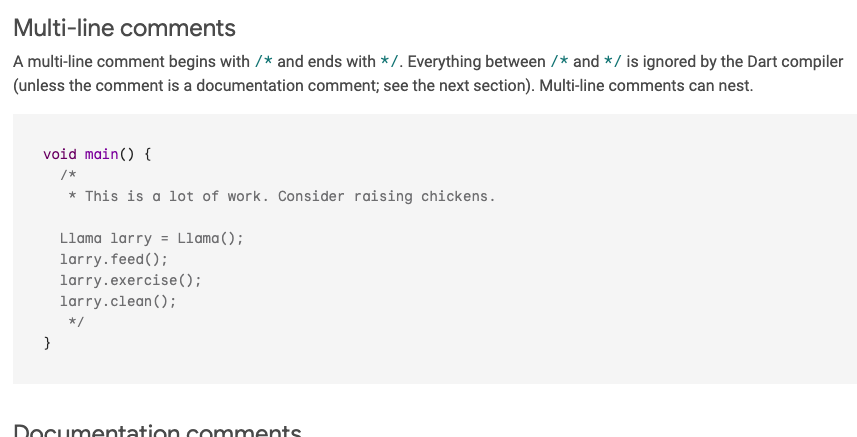 Multi-line comments
A multi-line comment begins with /* and ends with */. Everything between /* and */ is ignored by the Dart compiler
(unless the comment is a documentation comment; see the next section). Multi-line comments can nest.
void main() {
  /*
   * This is a lot of work. Consider raising chickens.

  Llama larry = Llama();
  larry.feed();
  larry.exercise();
  larry.clean();
   */
}
Documentation comments